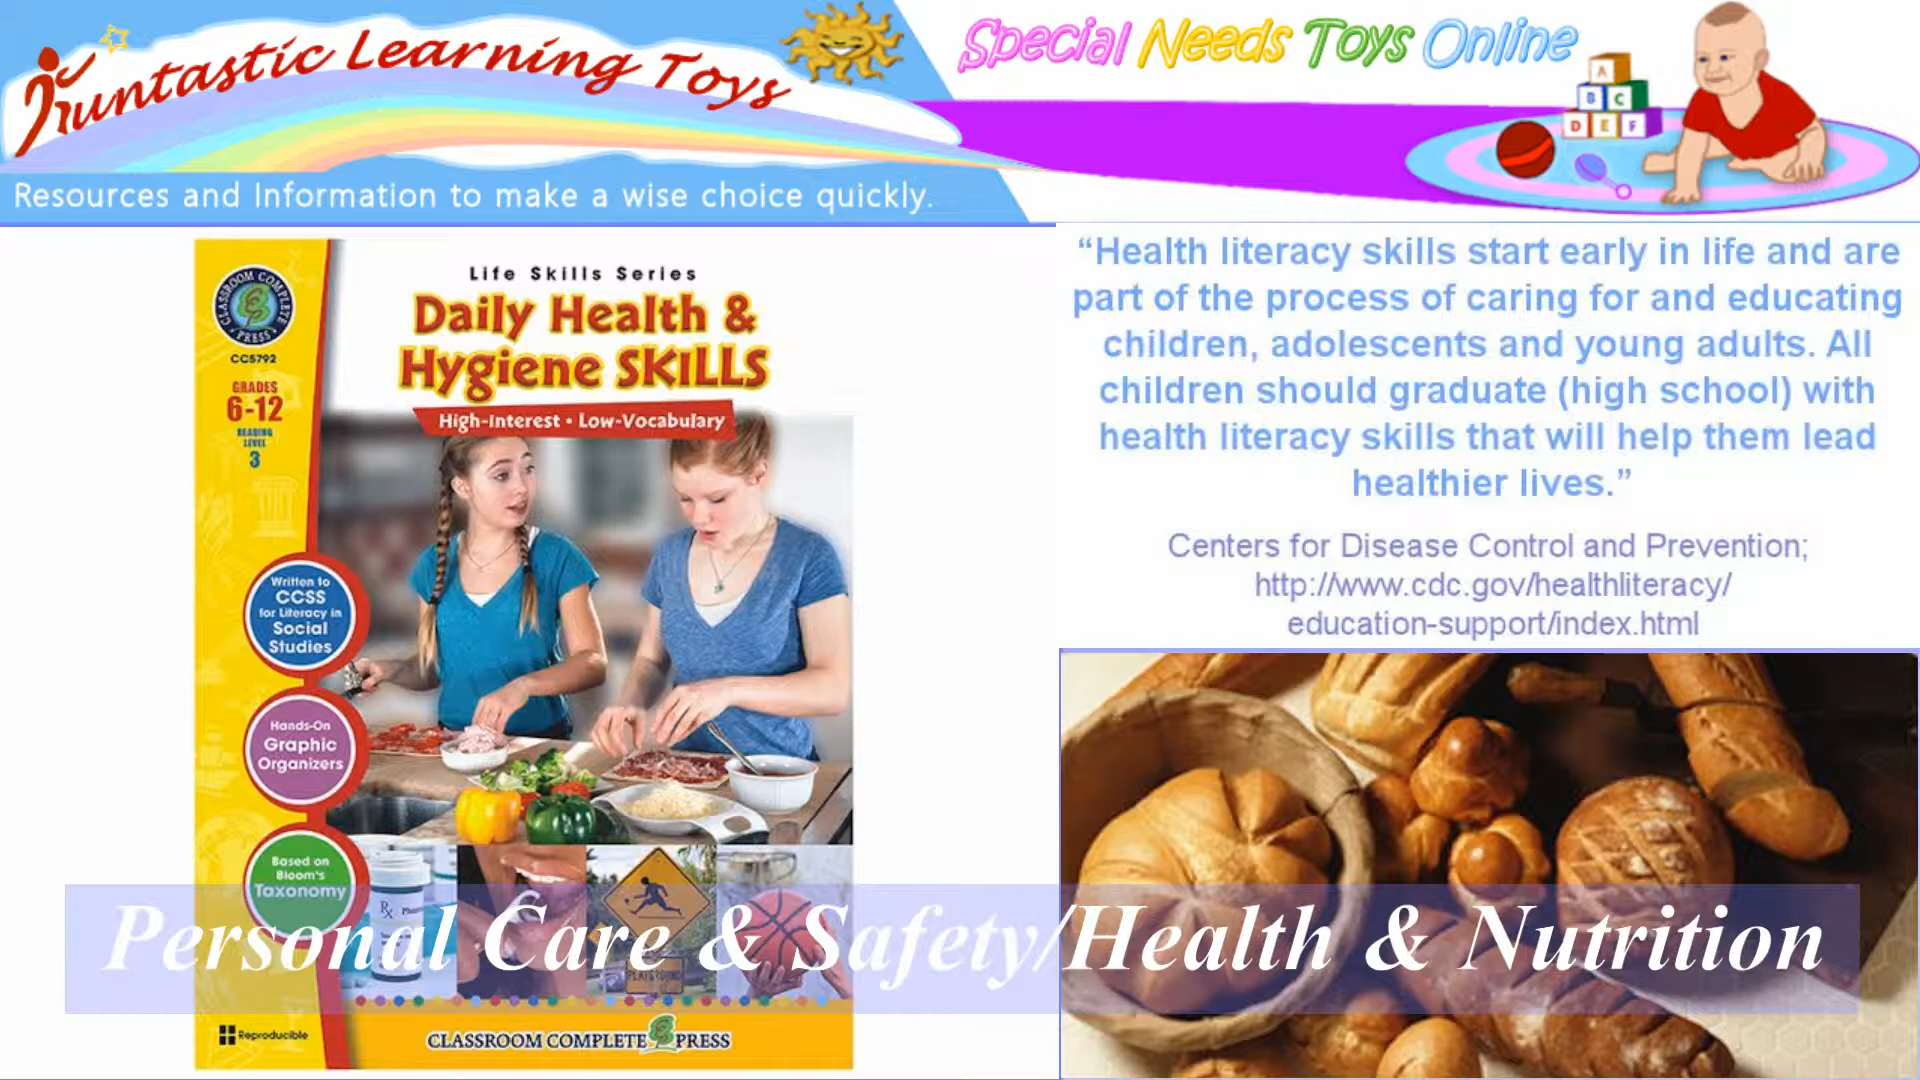 Funtastic Learning Toys
Special Needs Toys Online
A
B C
D E F
Resources and Information to make a wise choice quickly.
CLASSROOM COMPLETE
PRESS
CC5792
GRADES
6-12
READING
LEVEL
3
Life Skills Series
Daily Health &
Hygiene SKILLS
High-Interest • Low-Vocabulary
Written to
CCSS
for Literacy in
Social
Studies
Hands-On
Graphic
Organizers
Based on
Bloom's
Taxonomy
Rx
PLAYGROUND
Reproducible
CLASSROOM COMPLETE PRESS
“Health literacy skills start early in life and are
part of the process of caring for and educating
children, adolescents and young adults. All
children should graduate (high school) with
health literacy skills that will help them lead
healthier lives.”
Centers for Disease Control and Prevention;
http://www.cdc.gov/healthliteracy/
education-support/index.html
Personal Care & Safety/Health & Nutrition